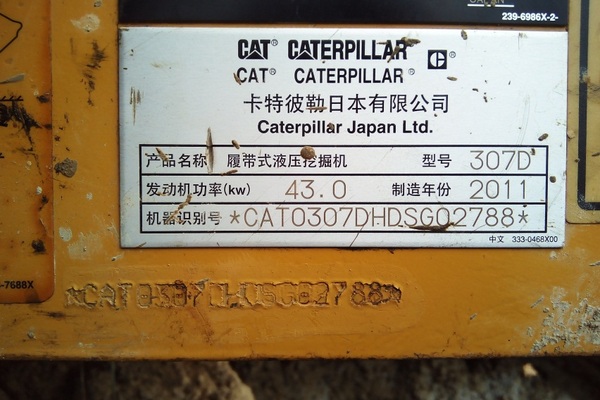 239-6986X-2-
CAT® CATERPILLAR® C®
CAT® CATERPILLAR®
卡特彼勒日本有限公司
Caterpillar Japan Ltd.
产品名称 履带式液压挖掘机 型号 307D
发动机功率(kw) 43.0 制造年份 2011
机器识别号 *CAT0307DHDSG02788*
中文 333-0468X00
-7688X
*CAT0307DHDSG02788*